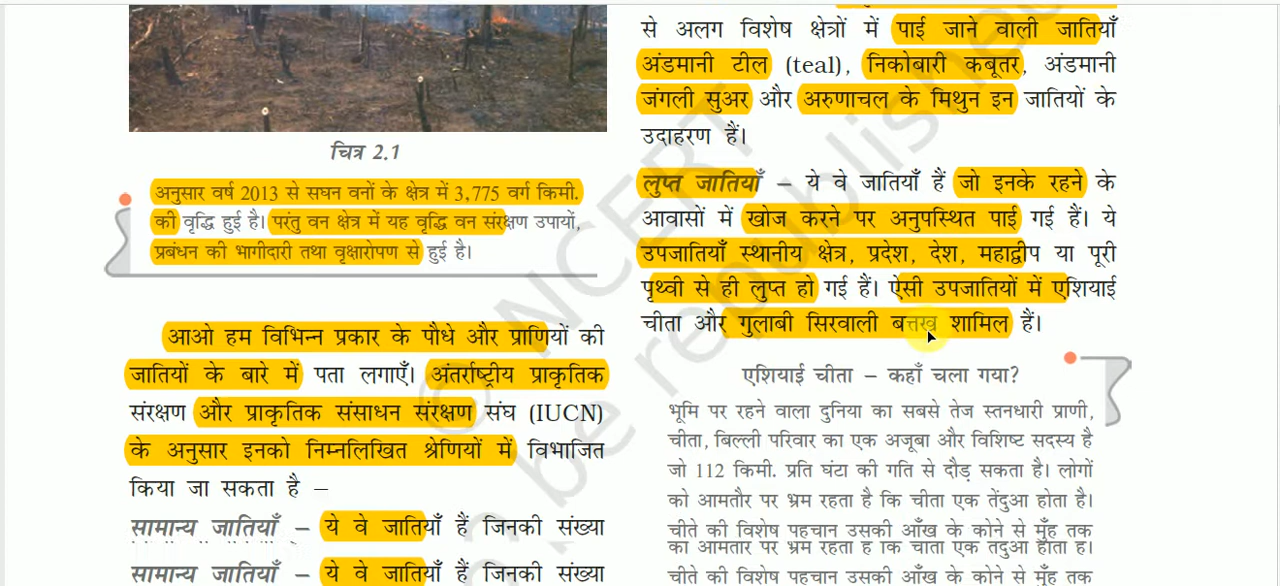 चित्र 2.1
अनुसार वर्ष 2013 से सघन वनों के क्षेत्र में 3,775 वर्ग किमी.
की वृद्धि हुई है। परंतु वन क्षेत्र में यह वृद्धि वन संरक्षण उपायों,
प्रबंधन की भागीदारी तथा वृक्षारोपण से हुई है।
आओ हम विभिन्न प्रकार के पौधे और प्राणियों की
जातियों के बारे में पता लगाएँ। अंतर्राष्ट्रीय प्राकृतिक
संरक्षण और प्राकृतिक संसाधन संरक्षण संघ (IUCN)
के अनुसार इनको निम्नलिखित श्रेणियों में विभाजित
किया जा सकता है –
सामान्य जातियाँ – ये वे जातियाँ हैं जिनकी संख्या
सामान्य जातियाँ – ये वे जातियाँ हैं जिनकी संख्या
से अलग विशेष क्षेत्रों में पाई जाने वाली जातियाँ
अंडमानी टील (teal), निकोबारी कबूतर, अंडमानी
जंगली सुअर और अरुणाचल के मिथुन इन जातियों के
उदाहरण हैं।
लुप्त जातियाँ – ये वे जातियाँ हैं जो इनके रहने के
आवासों में खोज करने पर अनुपस्थित पाई गई हैं। ये
उपजातियाँ स्थानीय क्षेत्र, प्रदेश, देश, महाद्वीप या पूरी
पृथ्वी से ही लुप्त हो गई हैं। ऐसी उपजातियों में एशियाई
चीता और गुलाबी सिरवाली बत्तख शामिल हैं।
एशियाई चीता – कहाँ चला गया?
भूमि पर रहने वाला दुनिया का सबसे तेज स्तनधारी प्राणी,
चीता, बिल्ली परिवार का एक अजूबा और विशिष्ट सदस्य है
जो 112 किमी. प्रति घंटा की गति से दौड़ सकता है। लोगों
को आमतौर पर भ्रम रहता है कि चीता एक तेंदुआ होता है।
चीते की विशेष पहचान उसकी आँख के कोने से मुँह तक
का आमतार पर भ्रम रहता ह ाक चाता एक तदुआ हाता ह।
चीते की विशेष पहचान उसकी आँख के कोने से मुँह तक
© NCERT
be republished